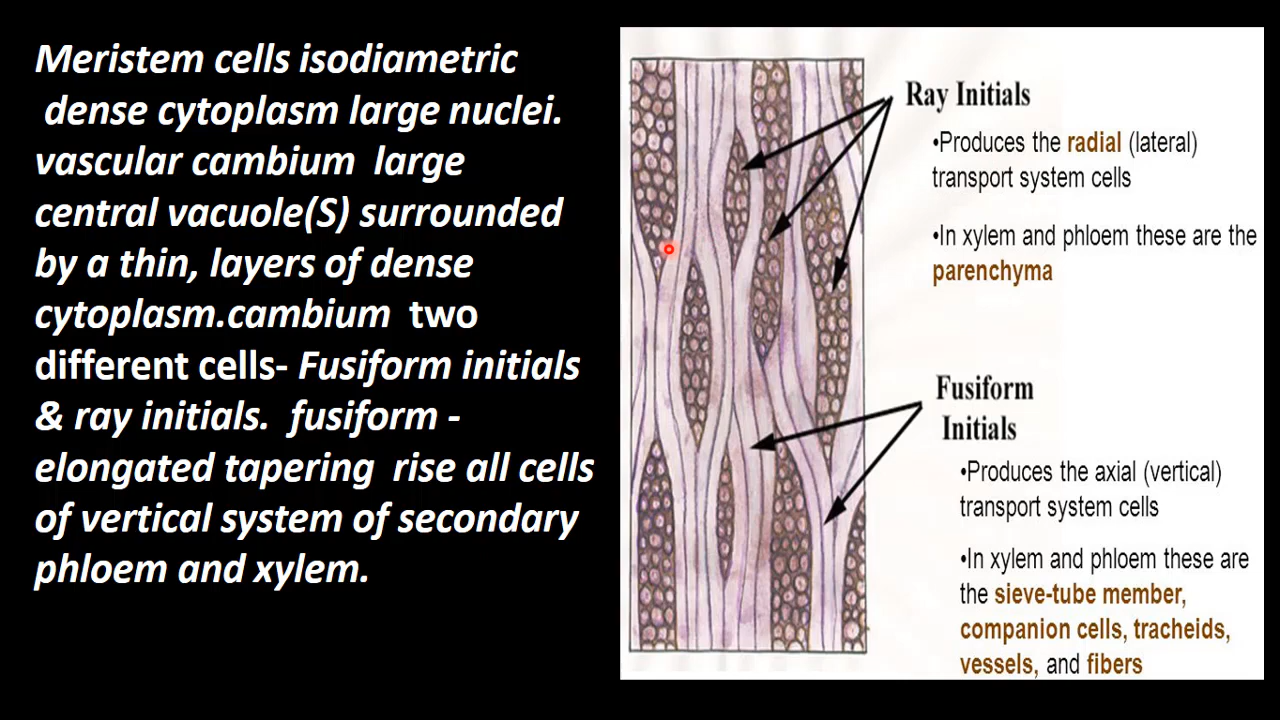 Meristem cells isodiametric
dense cytoplasm large nuclei.
vascular cambium large
central vacuole(S) surrounded
by a thin, layers of dense
cytoplasm.cambium two
different cells- Fusiform initials
& ray initials. fusiform -
elongated tapering rise all cells
of vertical system of secondary
phloem and xylem.
Ray Initials
•Produces the radial (lateral)
transport system cells
•In xylem and phloem these are the
parenchyma
Fusiform
Initials
•Produces the axial (vertical)
transport system cells
•In xylem and phloem these are
the sieve-tube member,
companion cells, tracheids,
vessels, and fibers